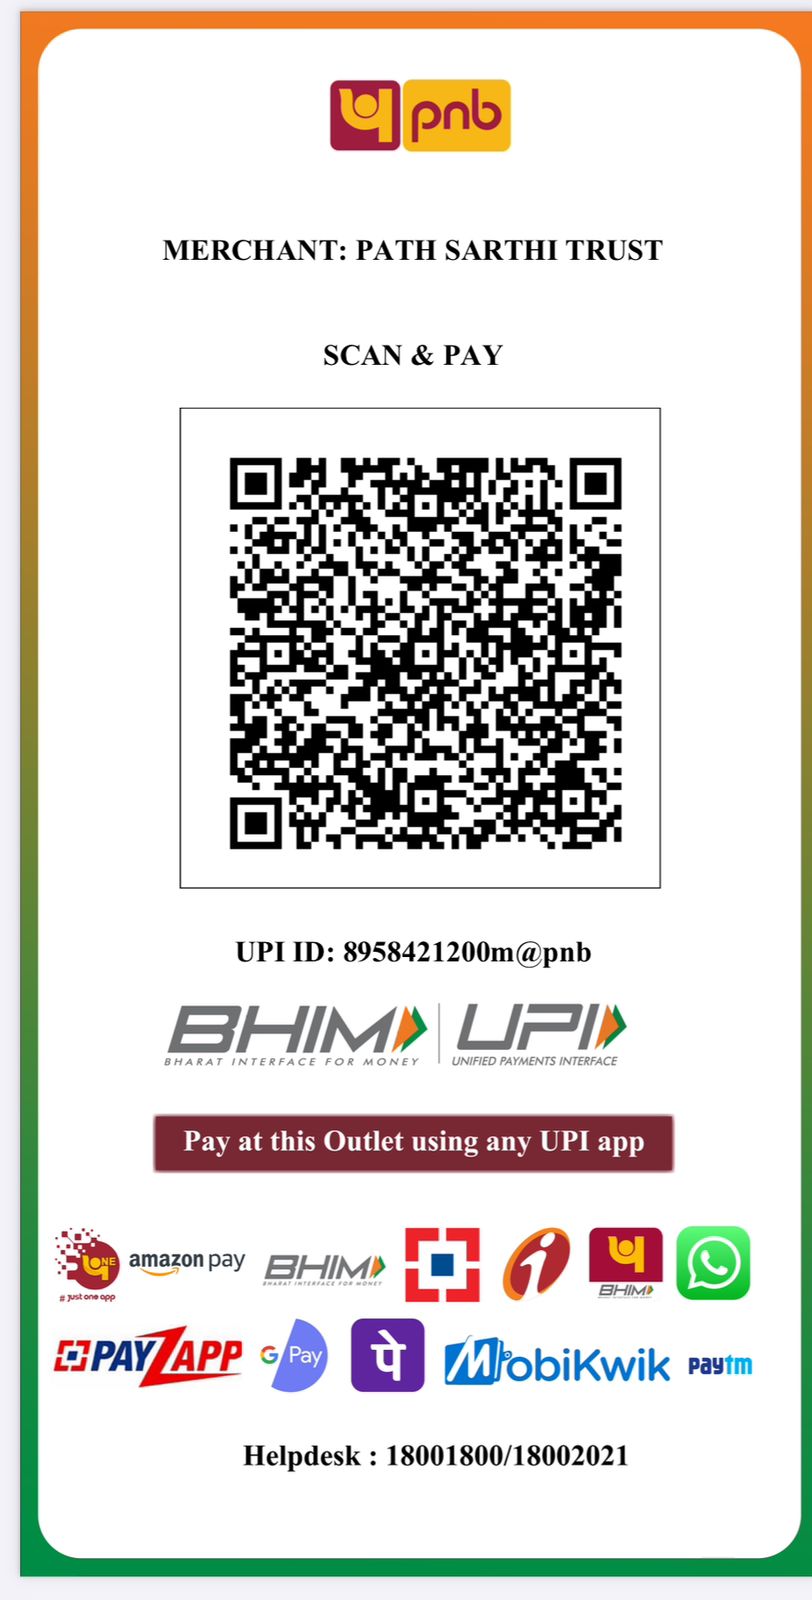 प pnb
MERCHANT: PATH SARTHI TRUST
SCAN & PAY
UPI ID: 8958421200m@pnb
BHIM UPI
BHARAT INTERFACE FOR MONEY UNIFIED PAYMENTS INTERFACE
Pay at this Outlet using any UPI app
ONE amazon pay BHIM BHIM
# Just one app BHARAT INTERFACE FOR MONEY
PAYZAPP G Pay पे MobiKwik paytm
Helpdesk : 18001800/18002021